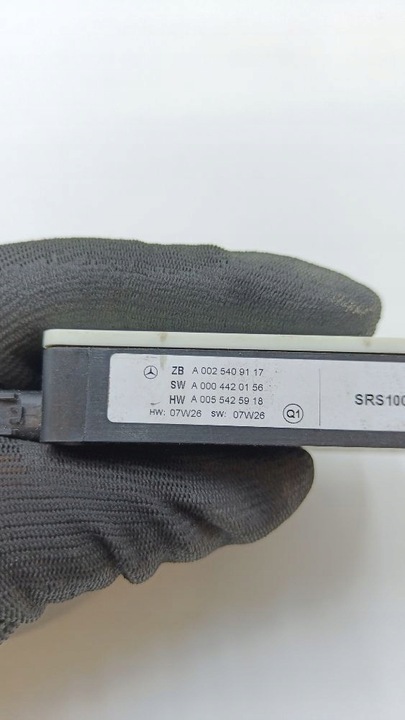 ZB A 002 540 91 17
SW A 000 442 01 56
HW A 005 542 59 18
HW: 07W26 SW: 07W26
Q1
SRS100